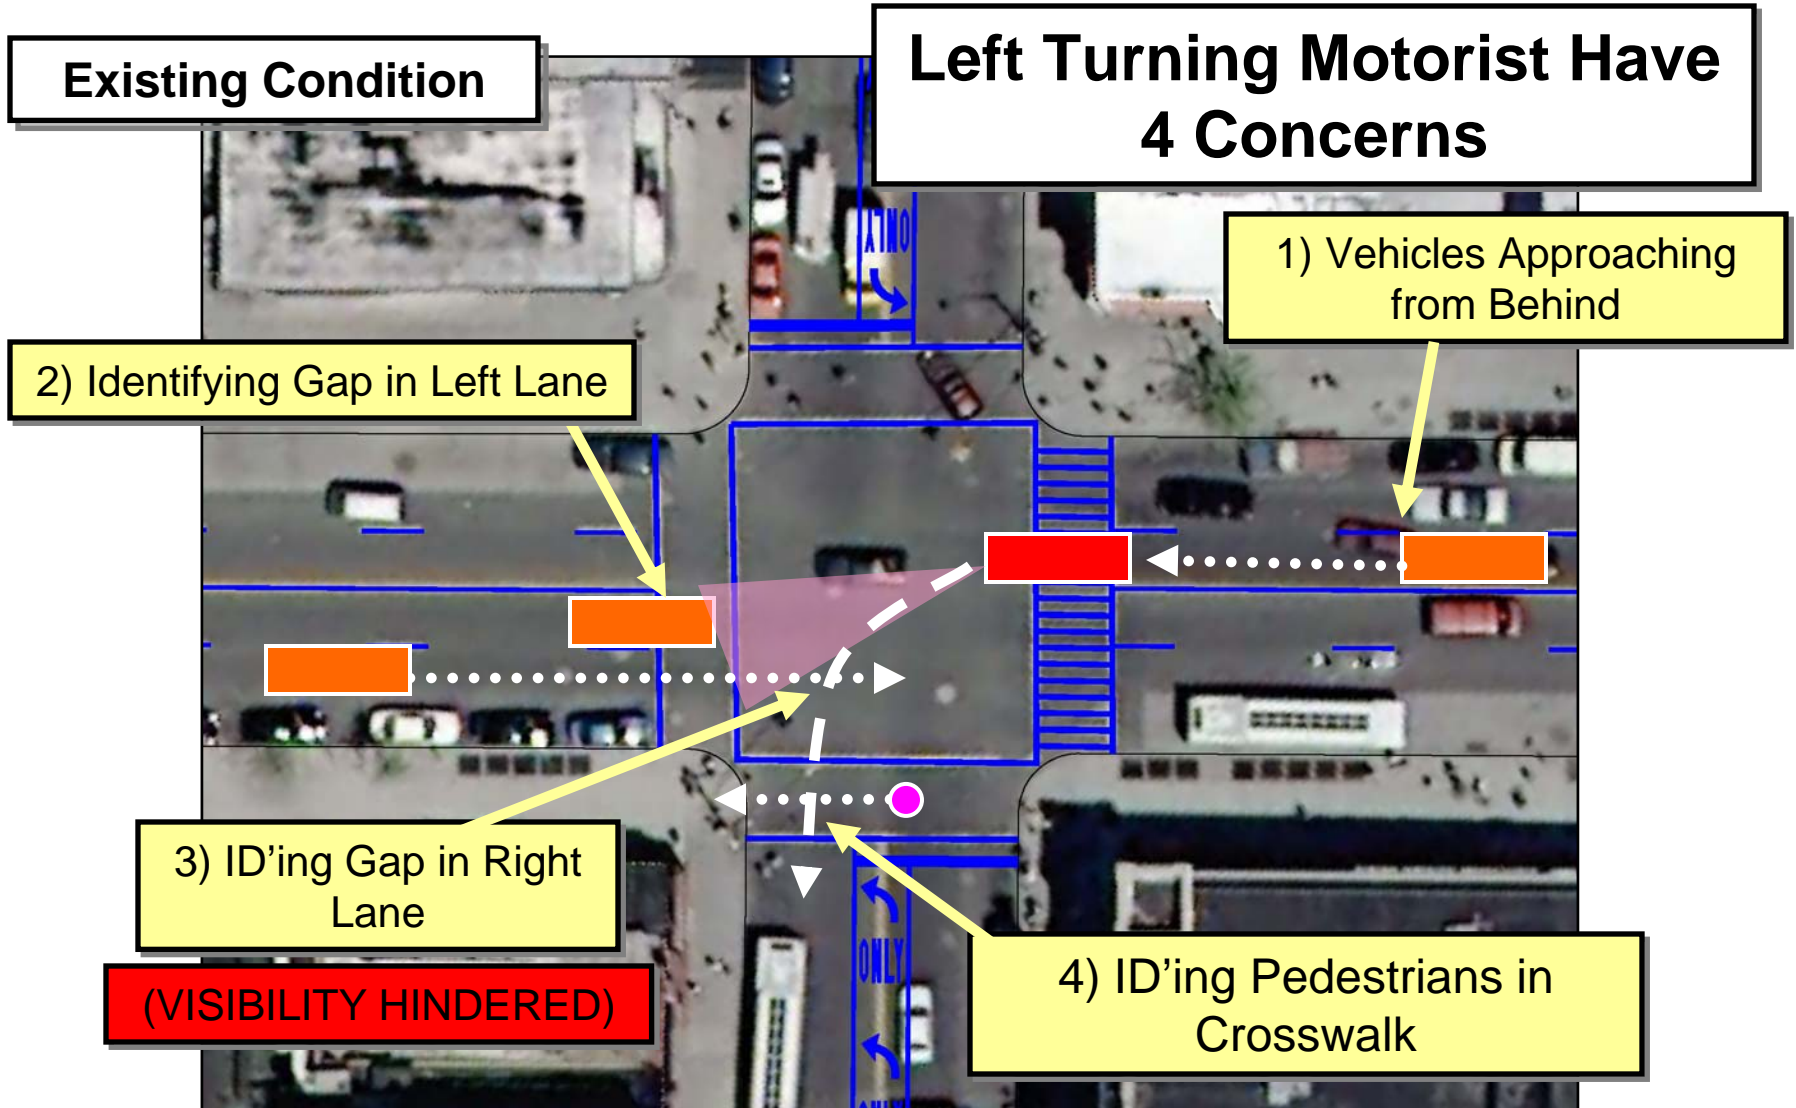 Existing Condition
Left Turning Motorist Have
4 Concerns
1) Vehicles Approaching
from Behind
2) Identifying Gap in Left Lane
3) ID’ing Gap in Right
Lane
(VISIBILITY HINDERED)
4) ID’ing Pedestrians in
Crosswalk
ONLY
ONLY
ONLY